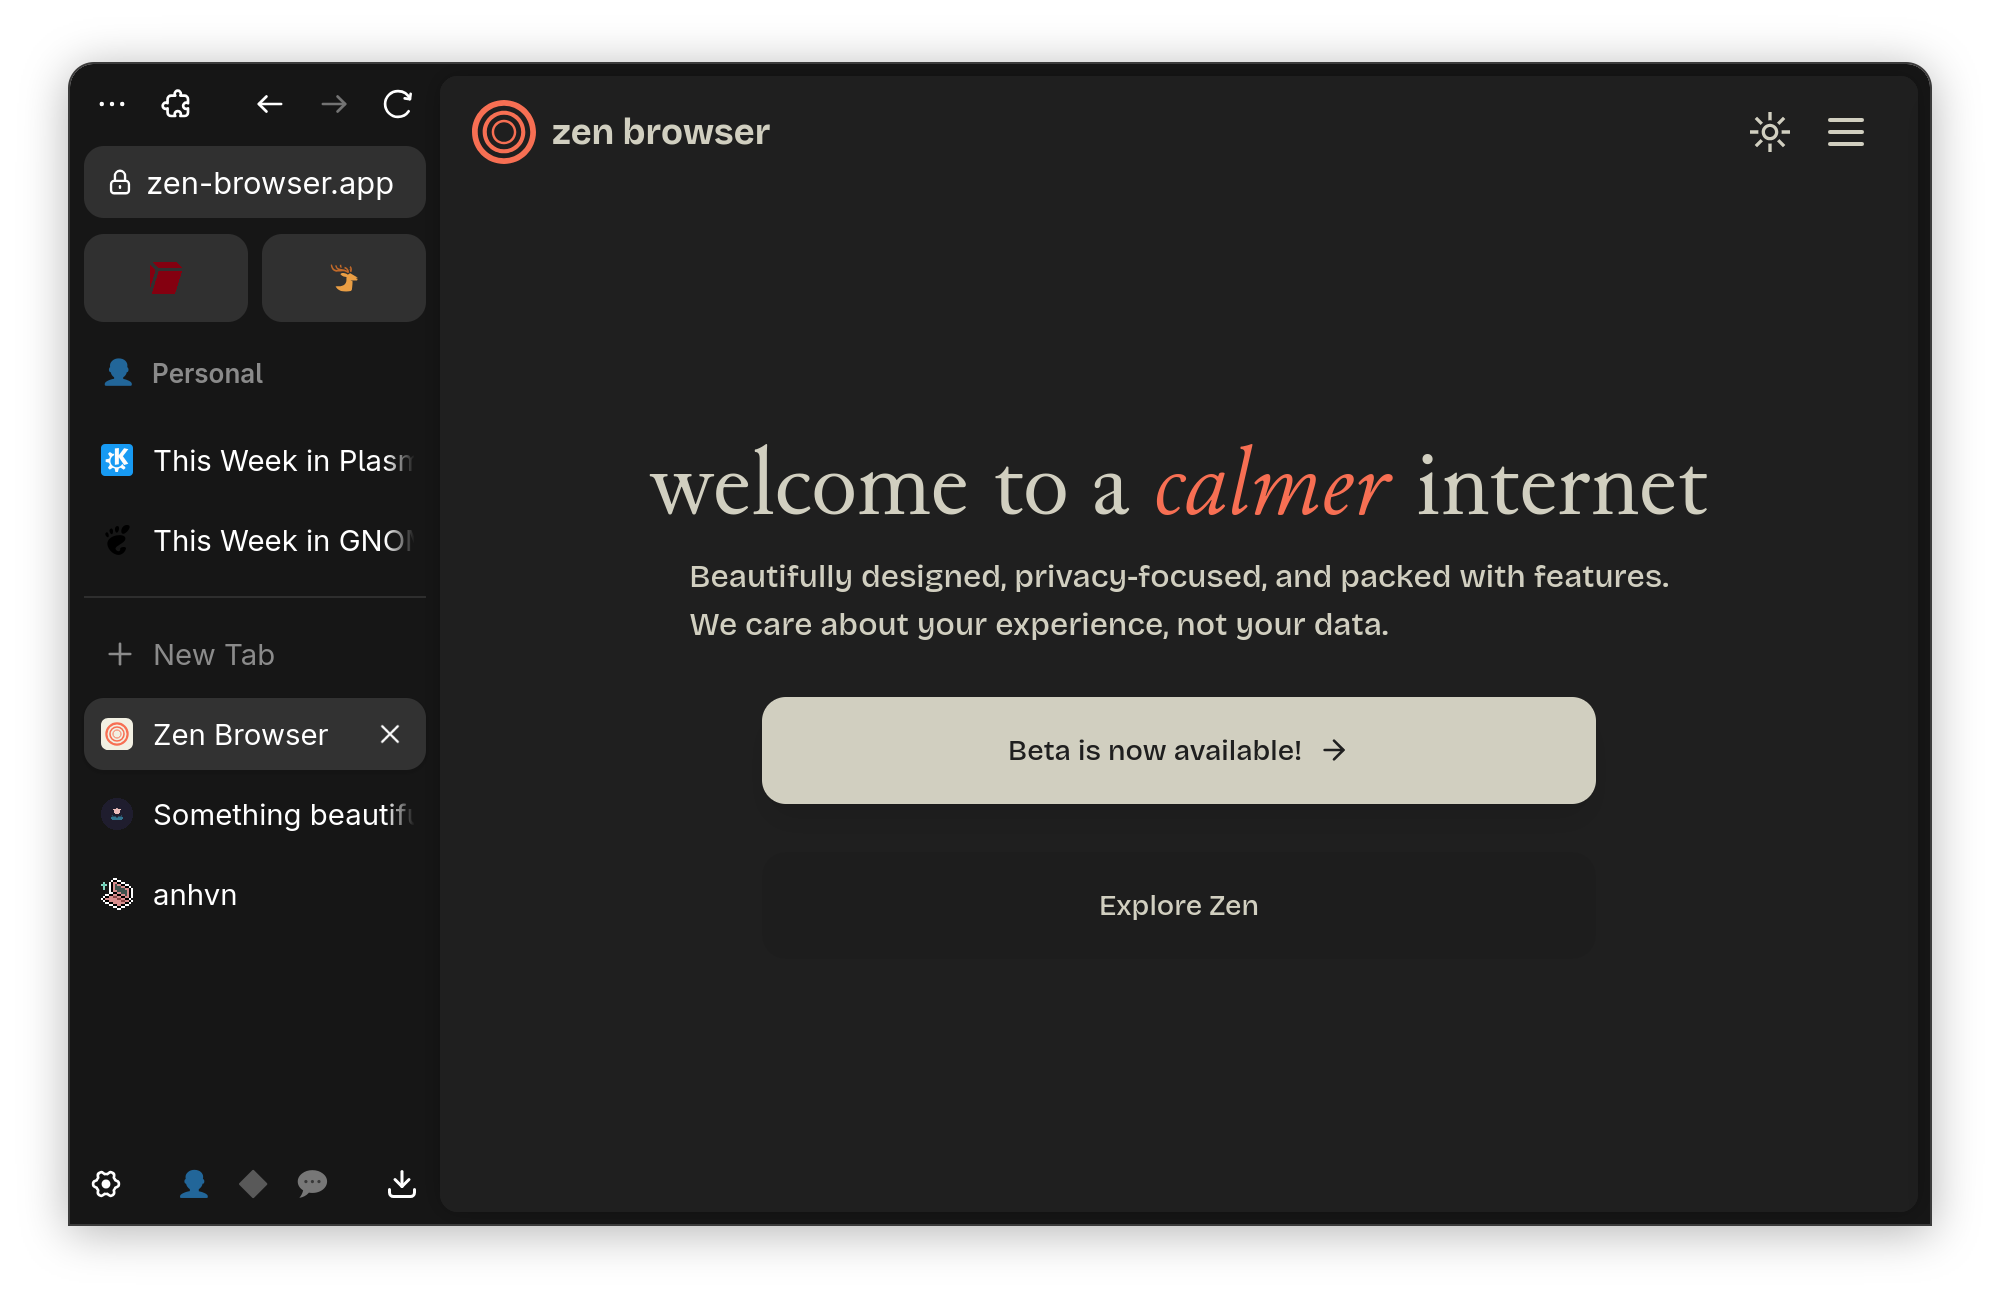 zen-browser.app
Personal
This Week in Plasm
This Week in GNO
New Tab
Zen Browser
Something beautifu
anhvn
zen browser
welcome to a calmer internet
Beautifully designed, privacy-focused, and packed with features.
We care about your experience, not your data.
Beta is now available!
Explore Zen